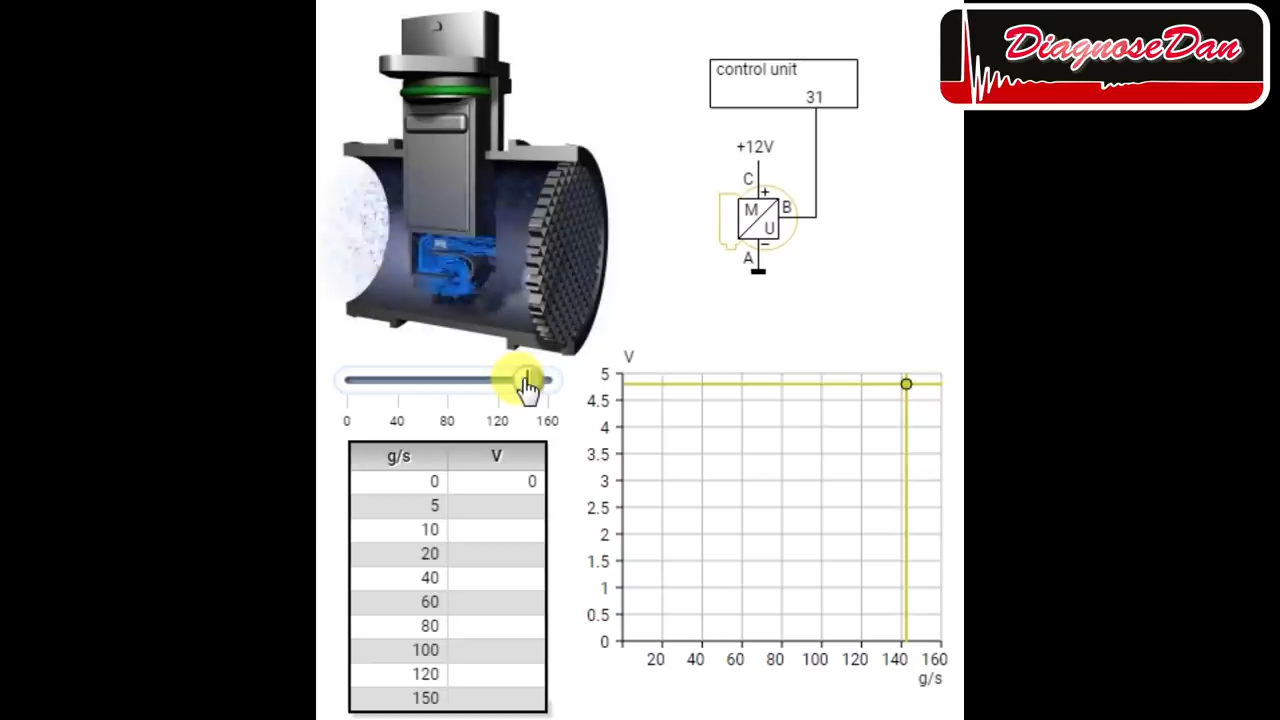 DiagnoseDan
control unit
31
+12V
C
+
M
B
U
−
A
0 40 80 120 160
g/s V
0 0
5
10
20
40
60
80
100
120
150
V
5
4.5
4
3.5
3
2.5
2
1.5
1
0.5
0
20 40 60 80 100 120 140 160
g/s